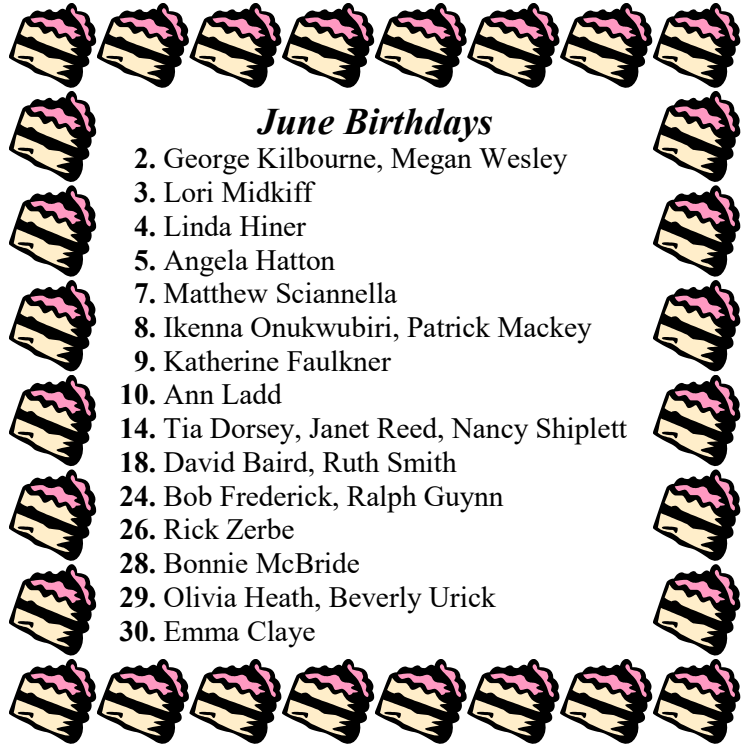 June Birthdays
2. George Kilbourne, Megan Wesley
3. Lori Midkiff
4. Linda Hiner
5. Angela Hatton
7. Matthew Sciannella
8. Ikenna Onukwubiri, Patrick Mackey
9. Katherine Faulkner
10. Ann Ladd
14. Tia Dorsey, Janet Reed, Nancy Shiplett
18. David Baird, Ruth Smith
24. Bob Frederick, Ralph Guynn
26. Rick Zerbe
28. Bonnie McBride
29. Olivia Heath, Beverly Urick
30. Emma Claye